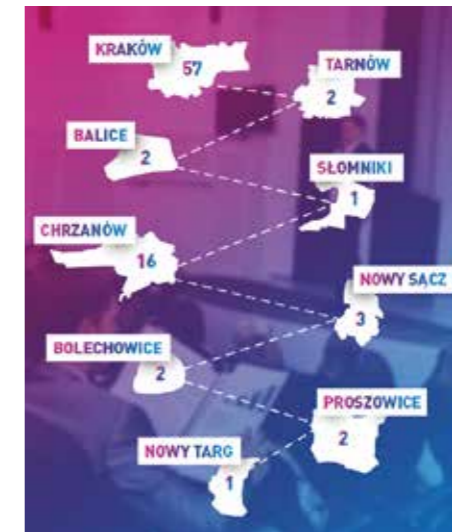 KRAKÓW
57
TARNÓW
2
BALICE
2
SŁOMNIKI
1
CHRZANÓW
16
NOWY SĄCZ
3
BOLECHOWICE
2
PROSZOWICE
2
NOWY TARG
1